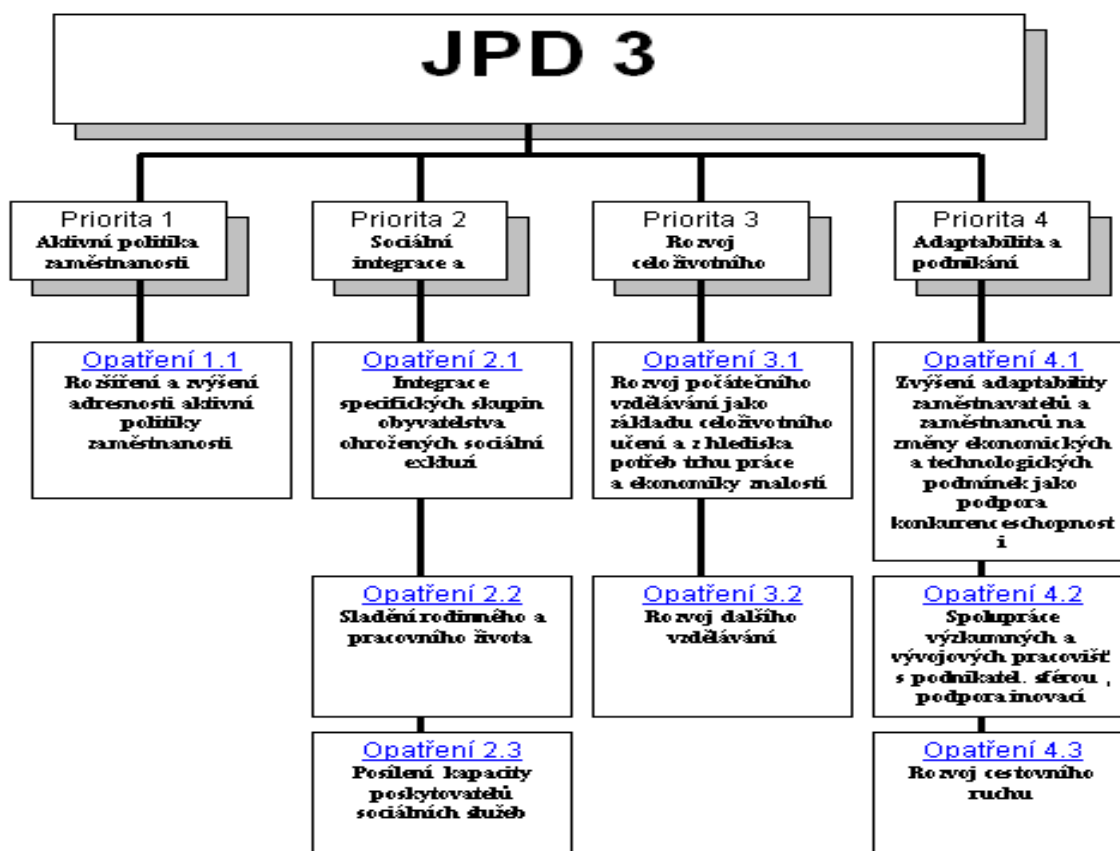 JPD 3
Priorita 1
Aktivní politika
zaměstnanosti
Priorita 2
Sociální
integrace a
Priorita 3
Rozvoj
celoživotního
Priorita 4
Adaptabilita a
podnikání
Opatření 1.1
Rozšíření a zvýšení
adresnosti aktivní
politiky
zaměstnanosti
Opatření 2.1
Integrace
specifických skupin
obyvatelstva
ohrožených sociální
exkluzí
Opatření 3.1
Rozvoj počátečního
vzdělávání jako
základu celoživotního
učení a z hlediska
potřeb trhu práce
a ekonomiky znalostí
Opatření 4.1
Zvýšení adaptability
zaměstnavatelů a
zaměstnanců na
změny ekonomických
a technologických
podmínek jako
podpora
konkurenceschopnost
i
Opatření 2.2
Sladění rodinného a
pracovního života
Opatření 3.2
Rozvoj dalšího
vzdělávání
Opatření 4.2
Spolupráce
výzkumných a
vývojových pracovišť
s podnikatel. sférou ,
podpora inovací
Opatření 2.3
Posílení kapacity
poskytovatelů
sociálních služeb
Opatření 4.3
Rozvoj cestovního
ruchu